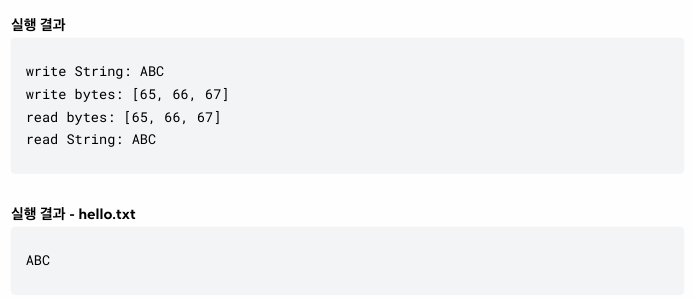 실행 결과
write String: ABC
write bytes: [65, 66, 67]
read bytes: [65, 66, 67]
read String: ABC
실행 결과 - hello.txt
ABC